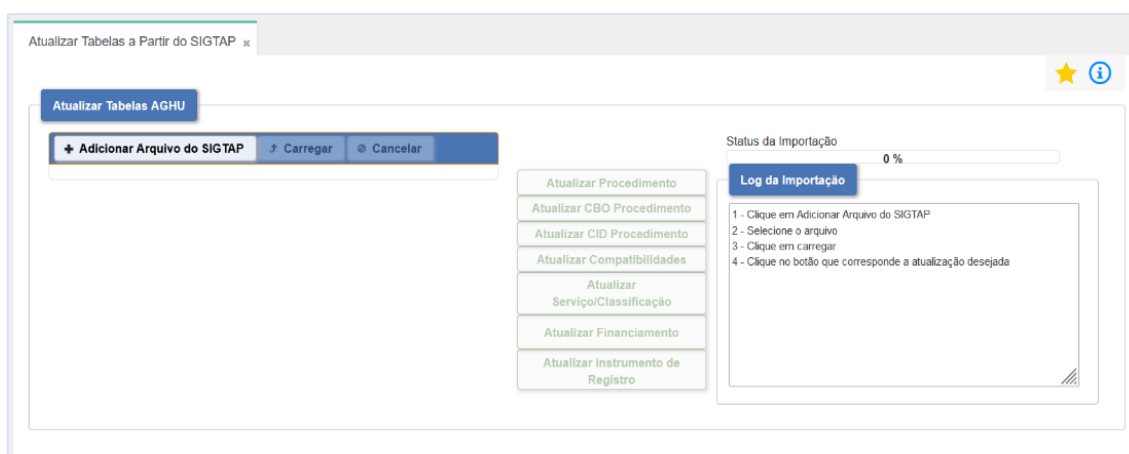 Atualizar Tabelas a Partir do SIGTAP
Atualizar Tabelas AGHU
Adicionar Arquivo do SIGTAP Carregar Cancelar
Status da Importação
0 %
Atualizar Procedimento
Atualizar CBO Procedimento
Atualizar CID Procedimento
Atualizar Compatibilidades
Atualizar
Serviço/Classificação
Atualizar Financiamento
Atualizar Instrumento de
Registro
Log da Importação
1 - Clique em Adicionar Arquivo do SIGTAP
2 - Selecione o arquivo
3 - Clique em carregar
4 - Clique no botão que corresponde a atualização desejada